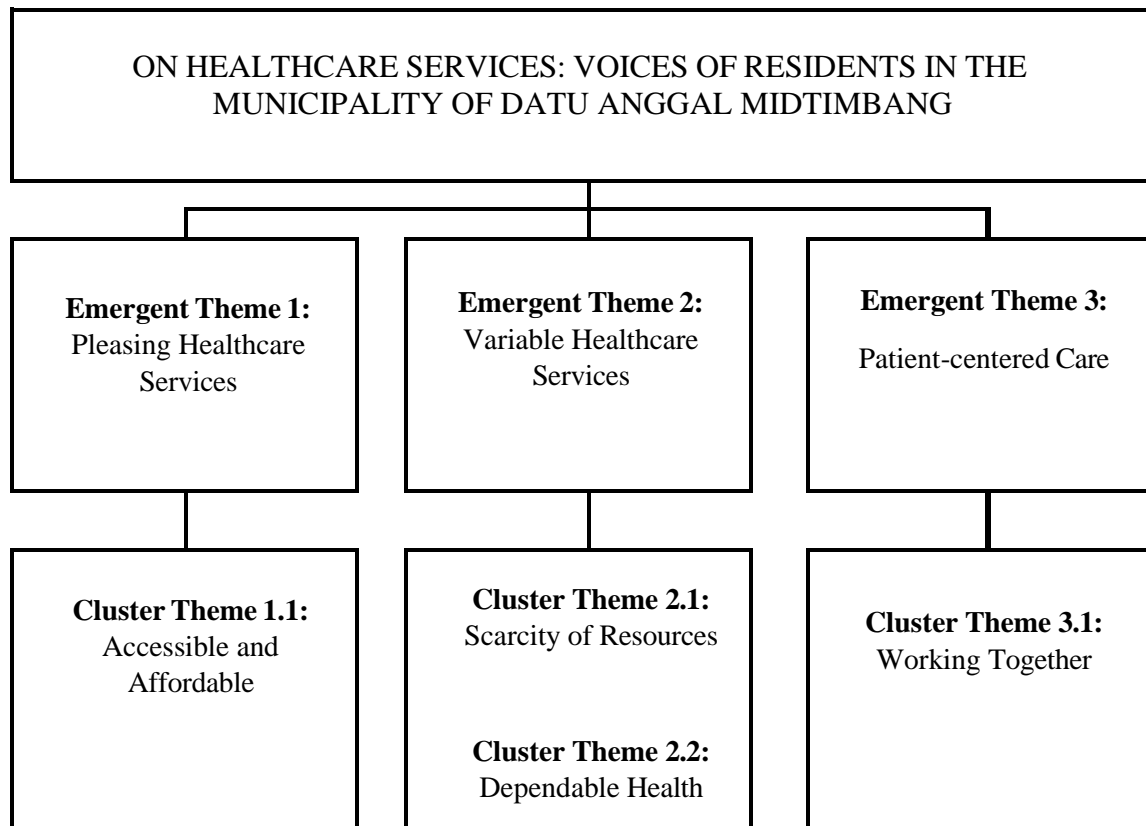 ON HEALTHCARE SERVICES: VOICES OF RESIDENTS IN THE
MUNICIPALITY OF DATU ANGGAL MIDTIMBANG
Emergent Theme 1:
Pleasing Healthcare
Services
Emergent Theme 2:
Variable Healthcare
Services
Emergent Theme 3:
Patient-centered Care
Cluster Theme 1.1:
Accessible and
Affordable
Cluster Theme 2.1:
Scarcity of Resources
Cluster Theme 2.2:
Dependable Health
Cluster Theme 3.1:
Working Together